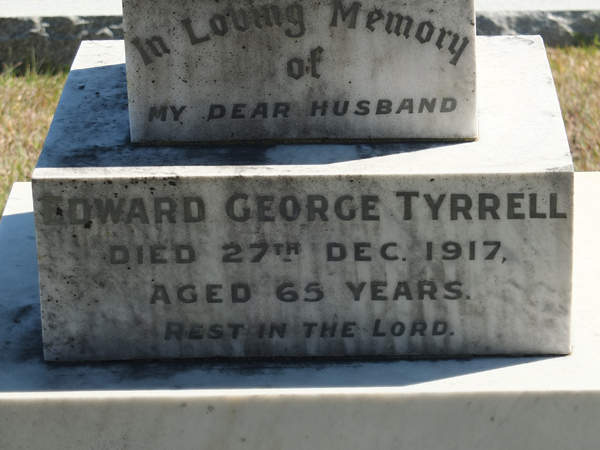 In Loving Memory
of
MY DEAR HUSBAND
EDWARD GEORGE TYRRELL
DIED 27TH DEC. 1917,
AGED 65 YEARS.
REST IN THE LORD.